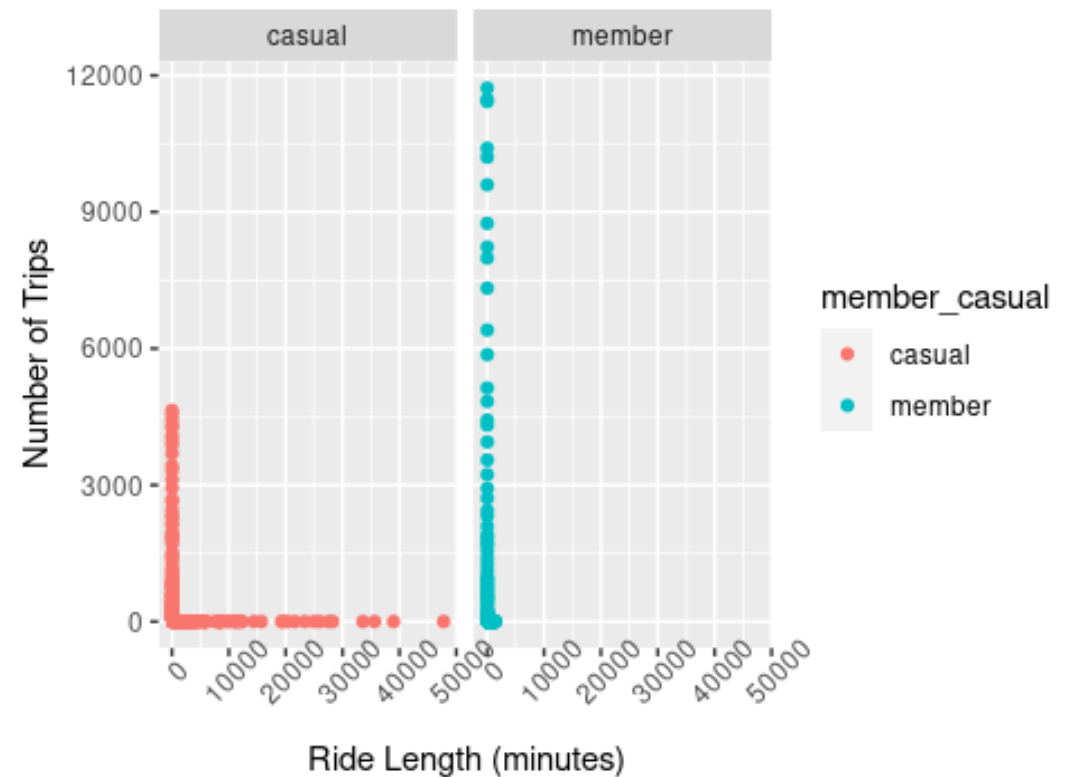 casual member
12000
9000
6000
3000
0
Number of Trips
0 10000 20000 30000 40000 50000 0 10000 20000 30000 40000 50000
Ride Length (minutes)
member_casual
casual
member